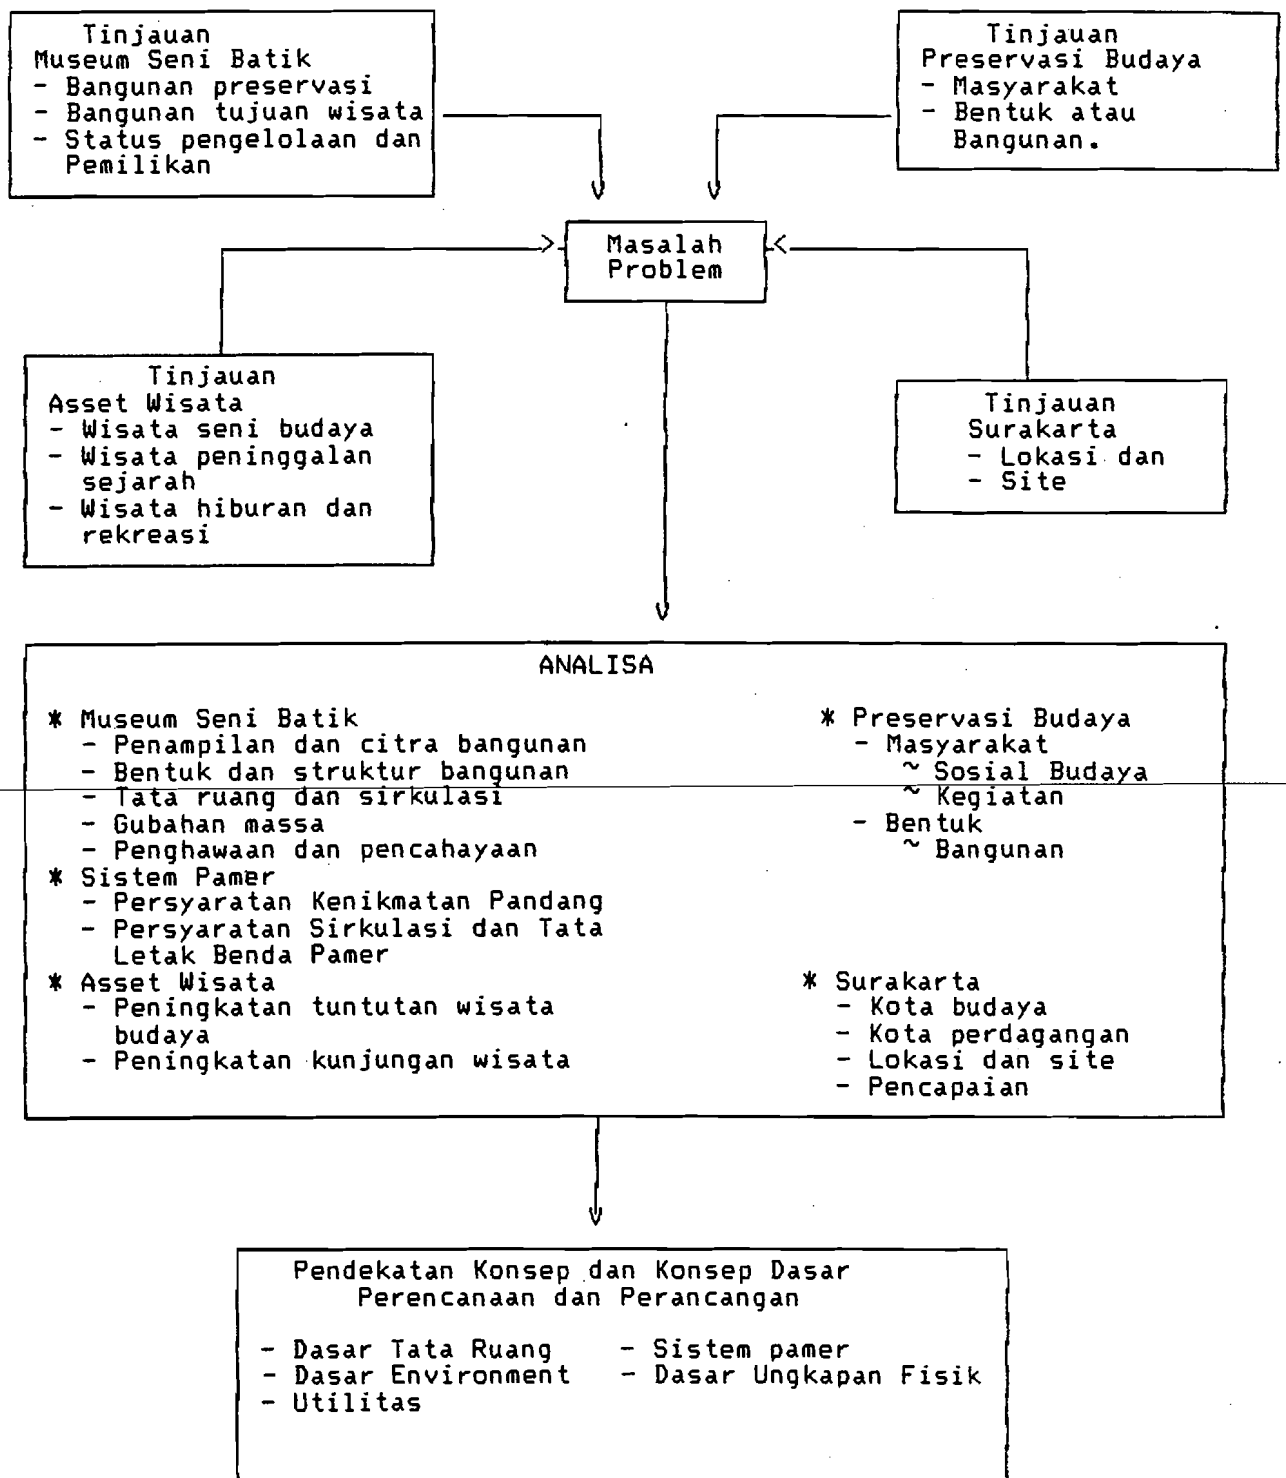 Tinjauan
Museum Seni Batik
- Bangunan preservasi
- Bangunan tujuan wisata
- Status pengelolaan dan
Pemilikan
Tinjauan
Preservasi Budaya
- Masyarakat
- Bentuk atau
Bangunan.
Masalah
Problem
Tinjauan
Asset Wisata
- Wisata seni budaya
- Wisata peninggalan
sejarah
- Wisata hiburan dan
rekreasi
Tinjauan
Surakarta
- Lokasi dan
- Site
ANALISA
* Museum Seni Batik
- Penampilan dan citra bangunan
- Bentuk dan struktur bangunan
- Tata ruang dan sirkulasi
- Gubahan massa
- Penghawaan dan pencahayaan
* Sistem Pamer
- Persyaratan Kenikmatan Pandang
- Persyaratan Sirkulasi dan Tata
Letak Benda Pamer
* Asset Wisata
- Peningkatan tuntutan wisata
budaya
- Peningkatan kunjungan wisata
* Preservasi Budaya
- Masyarakat
~ Sosial Budaya
~ Kegiatan
- Bentuk
~ Bangunan
* Surakarta
- Kota budaya
- Kota perdagangan
- Lokasi dan site
- Pencapaian
Pendekatan Konsep dan Konsep Dasar
Perencanaan dan Perancangan
- Dasar Tata Ruang
- Dasar Environment
- Utilitas
- Sistem pamer
- Dasar Ungkapan Fisik